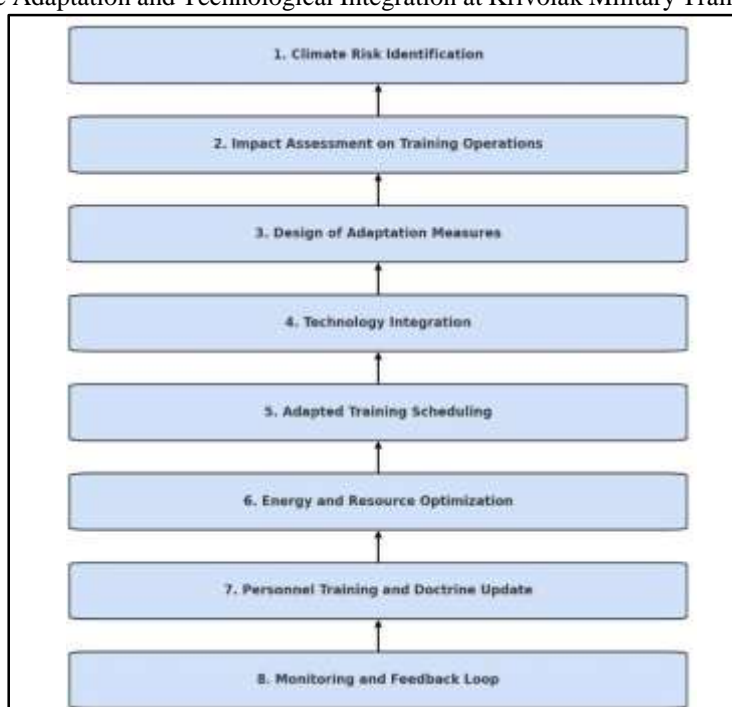 Adaptation and Technological Integration at Krivolak Military
1. Climate Risk Identification
2. Impact Assessment on Training Operations
3. Design of Adaptation Measures
4. Technology Integration
5. Adapted Training Scheduling
6. Energy and Resource Optimization
7. Personnel Training and Doctrine Update
8. Monitoring and Feedback Loop